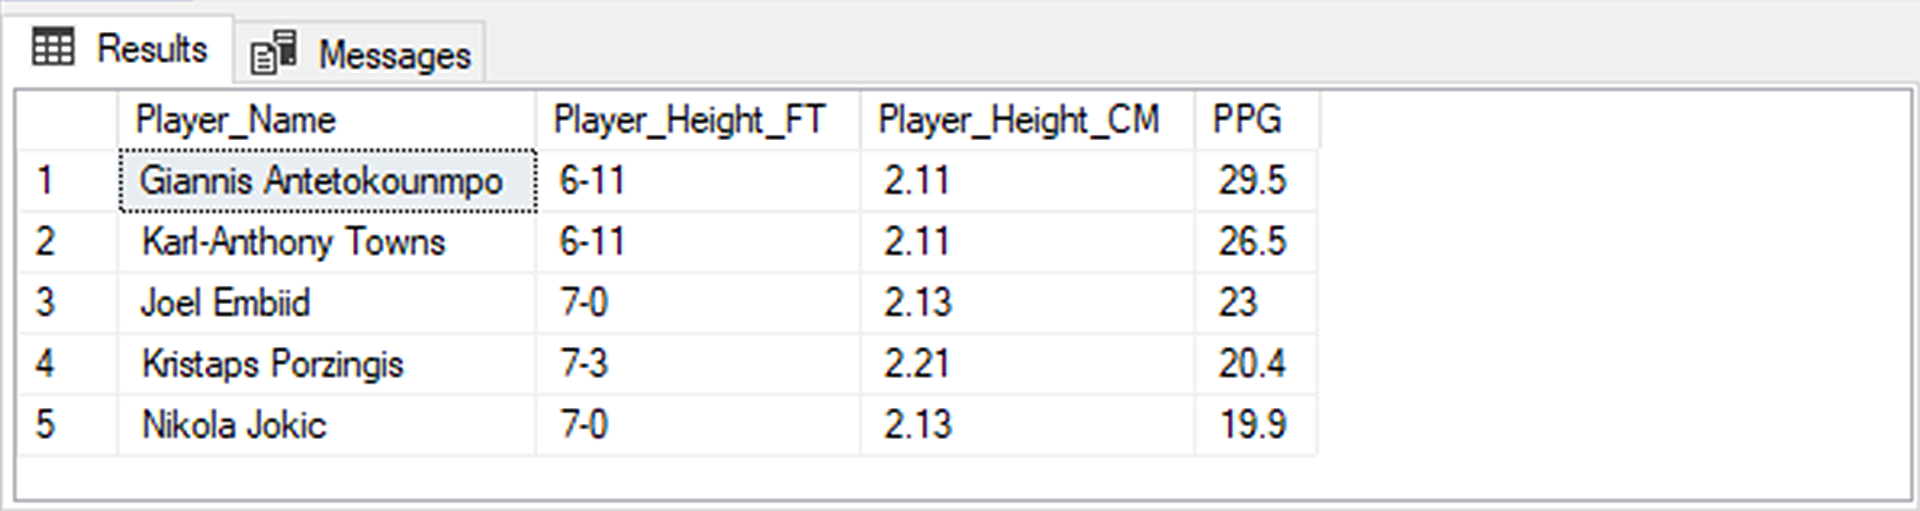 Results Messages
Player_Name Player_Height_FT Player_Height_CM PPG
1 Giannis Antetokounmpo 6-11 2.11 29.5
2 Karl-Anthony Towns 6-11 2.11 26.5
3 Joel Embiid 7-0 2.13 23
4 Kristaps Porzingis 7-3 2.21 20.4
5 Nikola Jokic 7-0 2.13 19.9